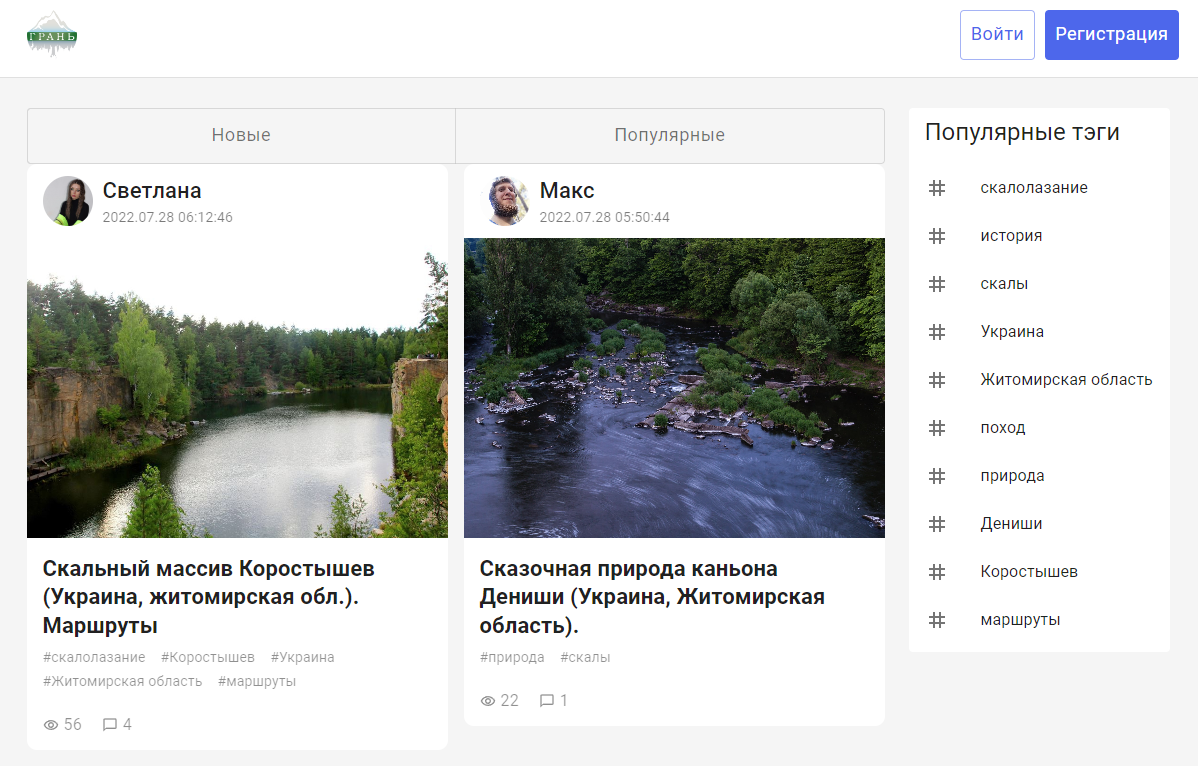 ГРАНЬ
Войти
Регистрация
Новые
Популярные
Светлана
2022.07.28 06:12:46
Скальный массив Коростышев
(Украина, житомирская обл.).
Маршруты
#скалолазание #Коростышев #Украина
#Житомирская область #маршруты
56 4
Макс
2022.07.28 05:50:44
Сказочная природа каньона
Дениши (Украина, Житомирская
область).
#природа #скалы
22 1
Популярные тэги
# скалолазание
# история
# скалы
# Украина
# Житомирская область
# поход
# природа
# Дениши
# Коростышев
# маршруты